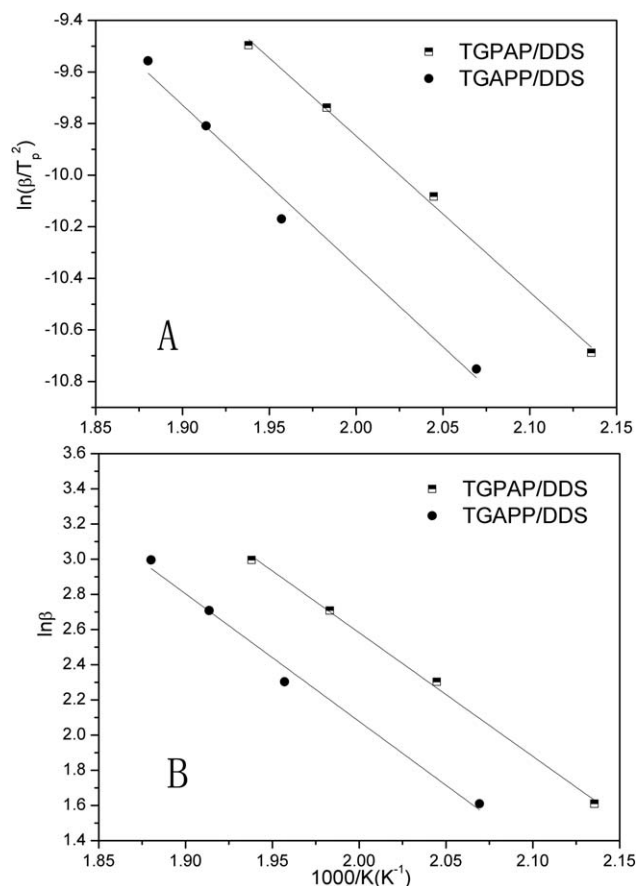 -9.4
-9.6
-9.8
-10.0
-10.2
-10.4
-10.6
-10.8
ln(β/Tp²)
TGPAP/DDS
TGAPP/DDS
A
1.85 1.90 1.95 2.00 2.05 2.10 2.15
3.6
3.4
3.2
3.0
2.8
2.6
2.4
2.2
2.0
1.8
1.6
1.4
lnβ
TGPAP/DDS
TGAPP/DDS
B
1.85 1.90 1.95 2.00 2.05 2.10 2.15
1000/K(K⁻¹)